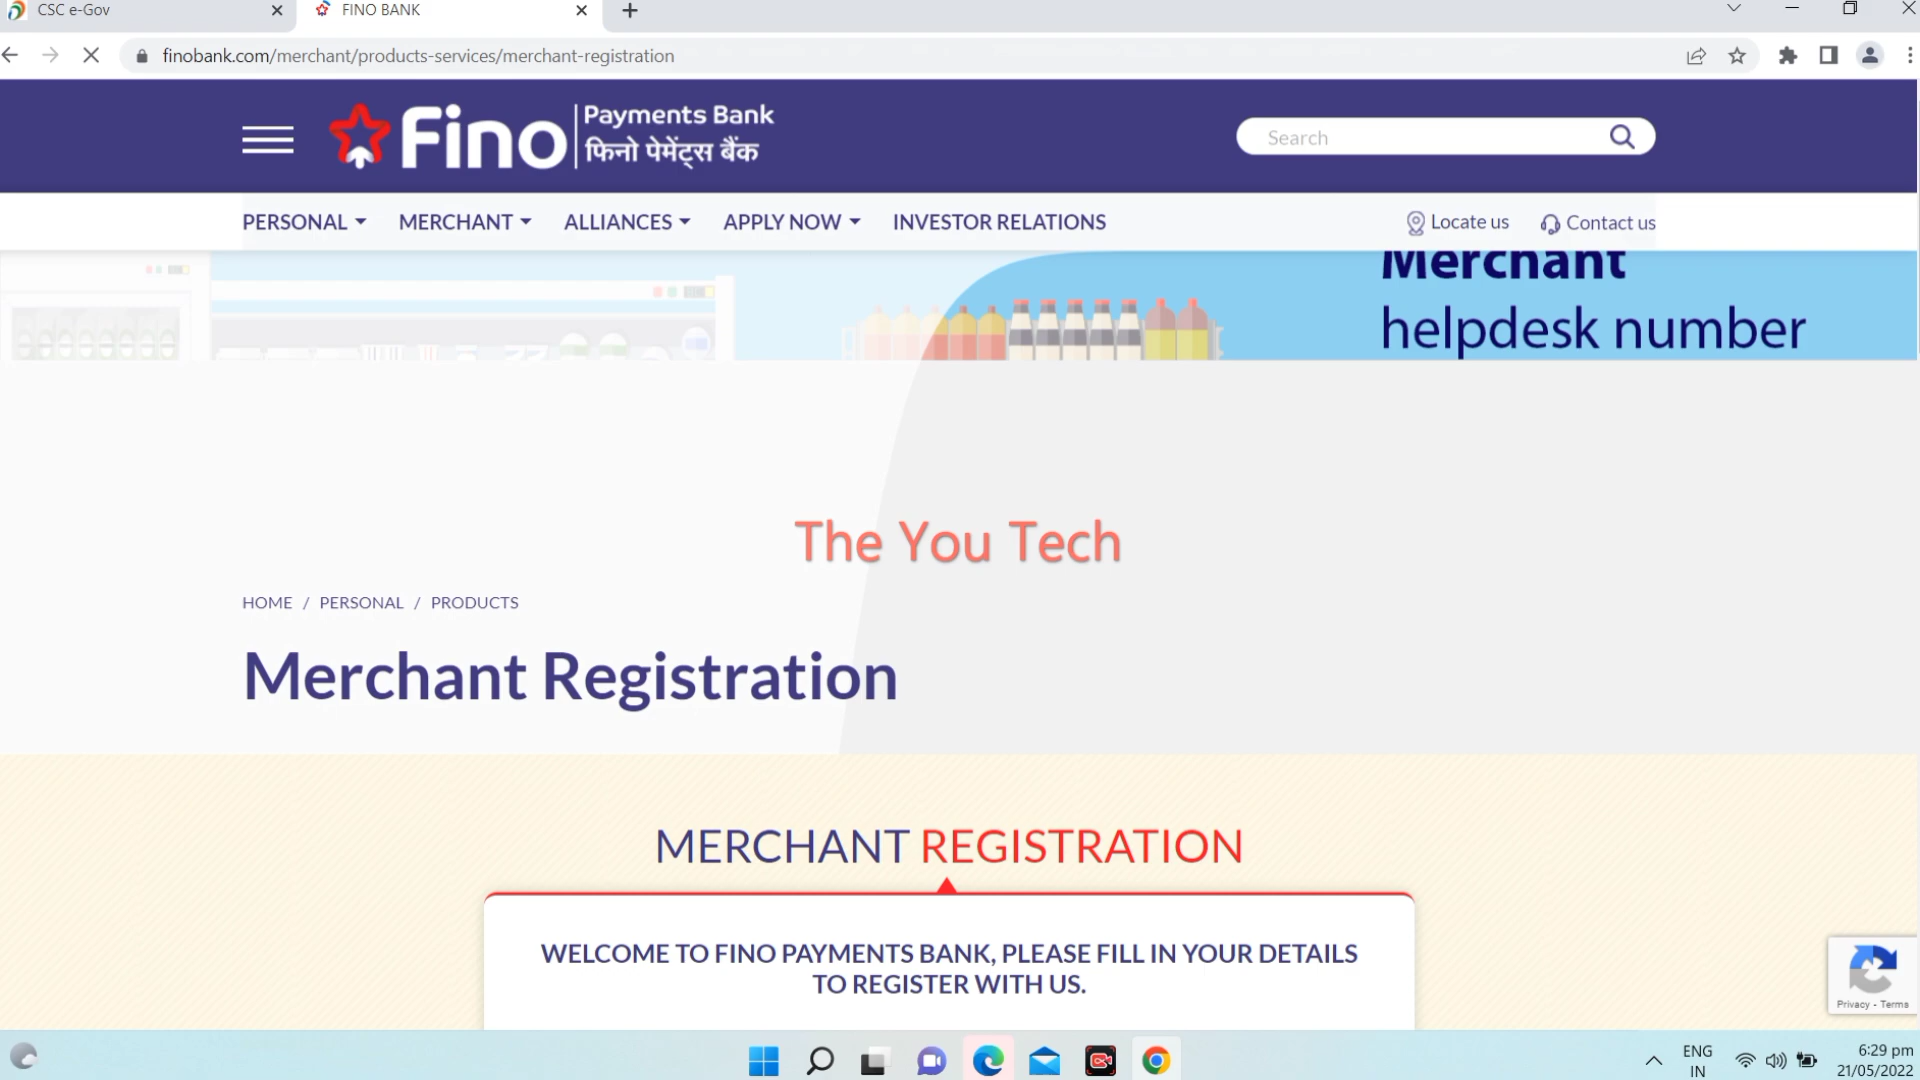 CSC e-Gov
FINO BANK
finobank.com/merchant/products-services/merchant-registration
Fino
Payments Bank
फिनो पेमेंट्स बैंक
Search
PERSONAL MERCHANT ALLIANCES APPLY NOW INVESTOR RELATIONS
Locate us Contact us
Merchant
helpdesk number
The You Tech
HOME / PERSONAL / PRODUCTS
Merchant Registration
MERCHANT REGISTRATION
WELCOME TO FINO PAYMENTS BANK, PLEASE FILL IN YOUR DETAILS
TO REGISTER WITH US.
Privacy - Terms
ENG
IN
6:29 pm
21/05/2022